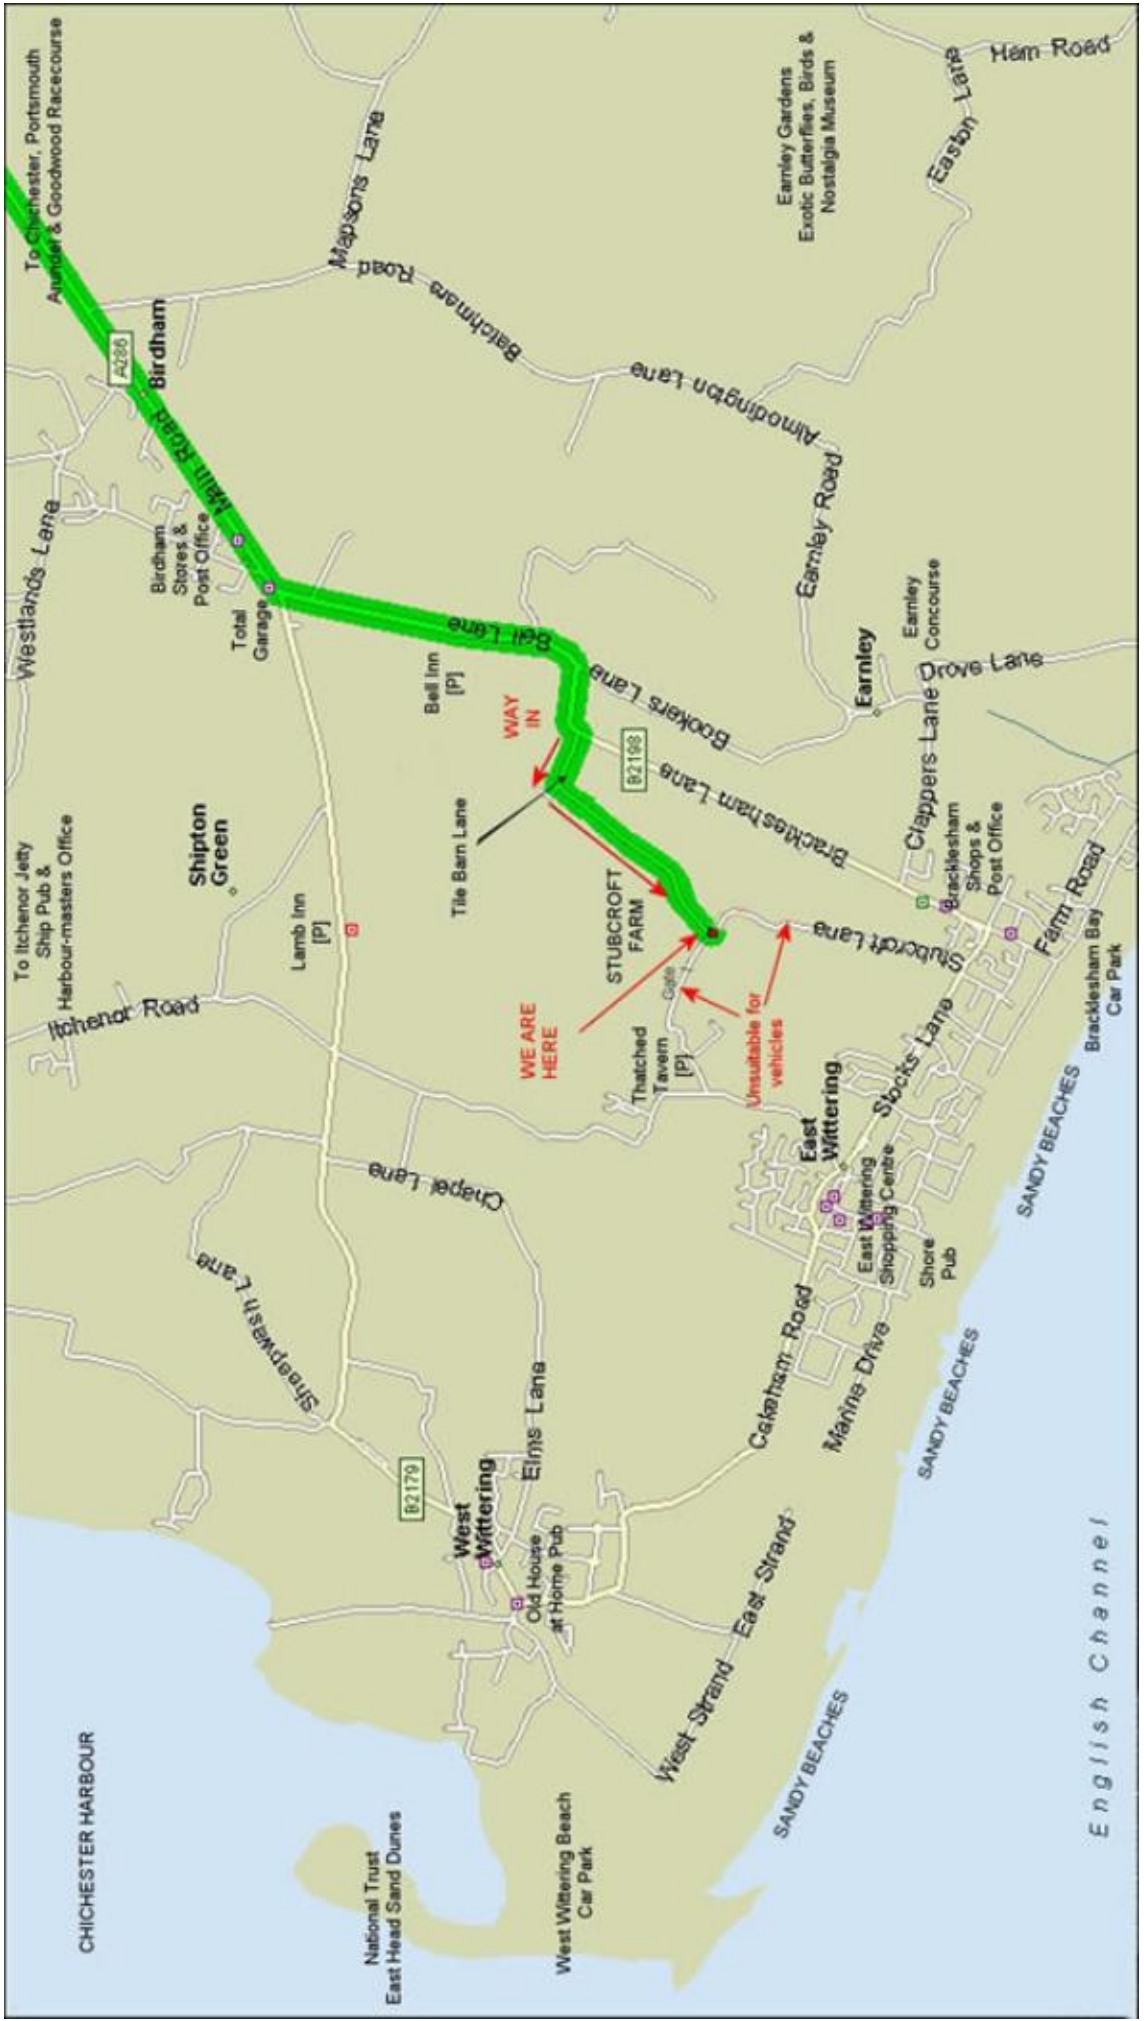 CHICHESTER HARBOUR
National Trust
East Head Sand Dunes
West Wittering Beach
Car Park
SANDY BEACHES
English Channel
West Strand
East Strand
Old House
at Home Pub
West
Wittering
B2179
Elms Lane
Sheepwash Lane
Chapel Lane
Cakeham Road
Marine Drive
SANDY BEACHES
Shore
Pub
East Wittering
Shopping Centre
East
Wittering
SANDY BEACHES
Stocks Lane
Itchenor Road
To Itchenor Jetty
Ship Pub &
Harbour-masters Office
Shipton
Green
Lamb Inn
[P]
Tile Barn Lane
WE ARE
HERE
STUBCROFT
FARM
Gate
Thatched
Tavern
[P]
Unsuitable for
vehicles
Stubcroft Lane
Bracklesham Bay
Car Park
Farm Road
Bracklesham
Shops &
Post Office
Clappers Lane
Bracklesham Lane
B2198
Bookers Lane
WAY
IN
Bell Inn
[P]
Bell Lane
Total
Garage
Birdham
Stores &
Post Office
Westlands Lane
Main Road
A286
Birdham
To Chichester, Portsmouth
Arundel & Goodwood Racecourse
Mapsons Lane
Batchmans Road
Almodington Lane
Earnley Road
Earnley
Earnley
Concourse
Drove Lane
Earnley Gardens
Exotic Butterflies, Birds &
Nostalgia Museum
Easton Lane
Ham Road